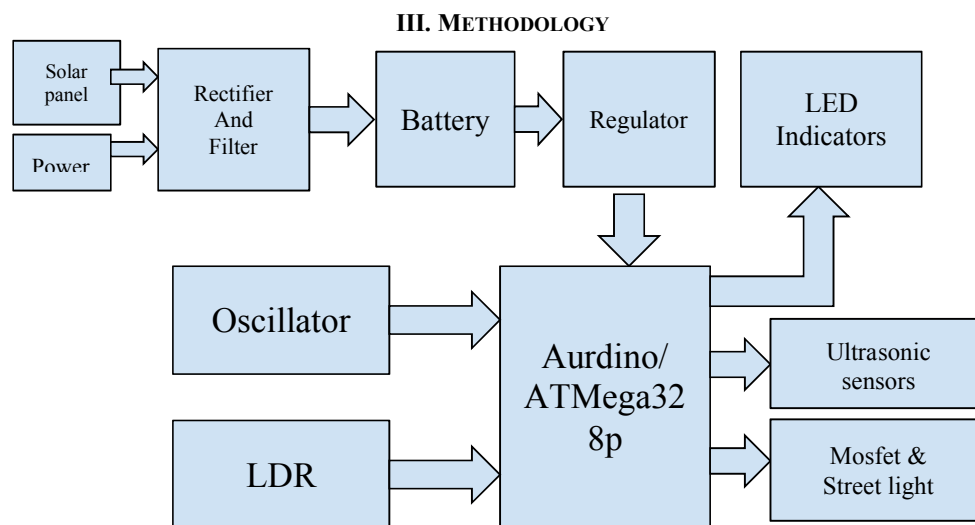 III. METHODOLOGY
Solar
panel
Power
Rectifier
And
Filter
Battery
Regulator
LED
Indicators
Oscillator
LDR
Aurdino/
ATMega32
8p
Ultrasonic
sensors
Mosfet &
Street light